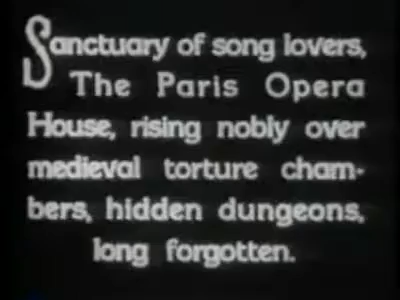 Sanctuary of song lovers,
The Paris Opera
House, rising nobly over
medieval torture cham-
bers, hidden dungeons,
long forgotten.